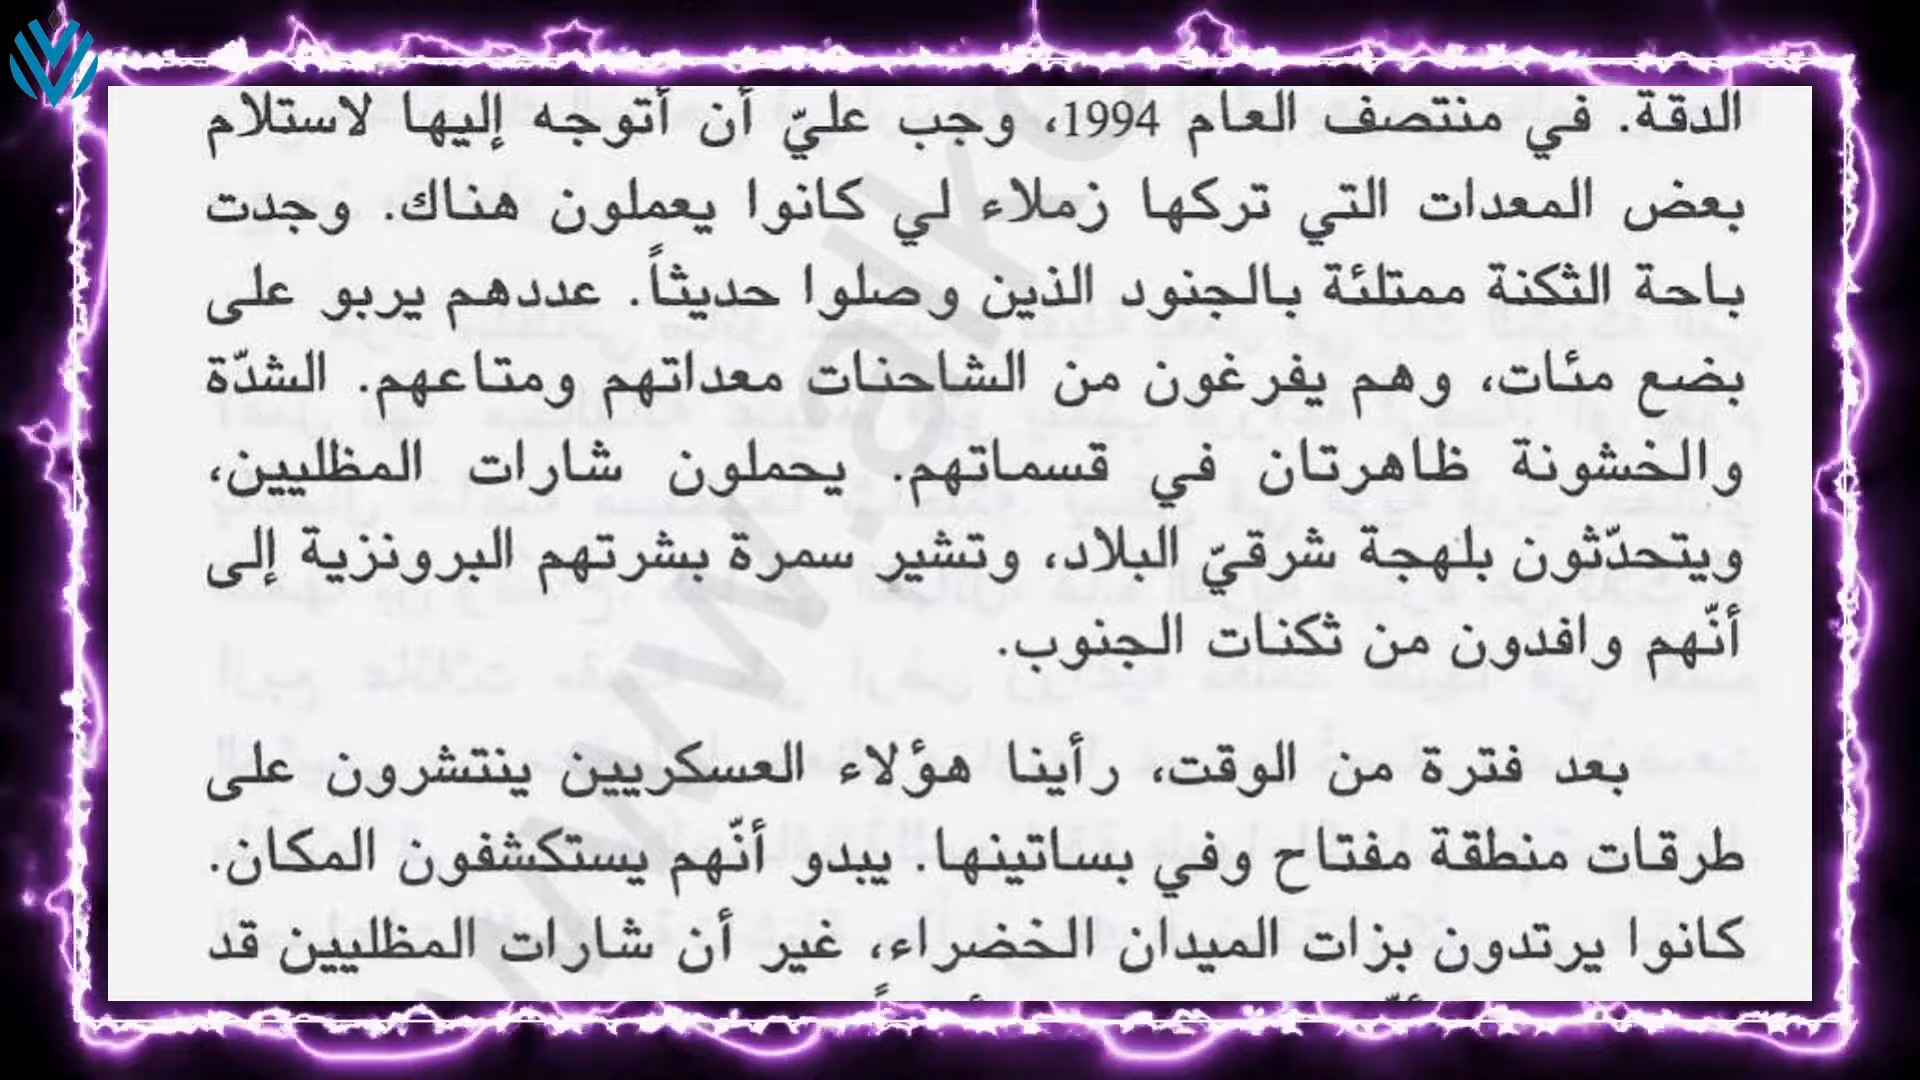 الدقة. في منتصف العام 1994، وجب عليّ أن أتوجه إليها لاستلام
بعض المعدات التي تركها زملاء لي كانوا يعملون هناك. وجدت
باحة الثكنة ممتلئة بالجنود الذين وصلوا حديثاً. عددهم يربو على
بضع مئات، وهم يفرغون من الشاحنات معداتهم ومتاعهم. الشدّة
والخشونة ظاهرتان في قسماتهم. يحملون شارات المظليين،
ويتحدّثون بلهجة شرقيّ البلاد، وتشير سمرة بشرتهم البرونزية إلى
أنّهم وافدون من ثكنات الجنوب.
بعد فترة من الوقت، رأينا هؤلاء العسكريين ينتشرون على
طرقات منطقة مفتاح وفي بساتينها. يبدو أنّهم يستكشفون المكان.
كانوا يرتدون بزات الميدان الخضراء، غير أن شارات المظليين قد